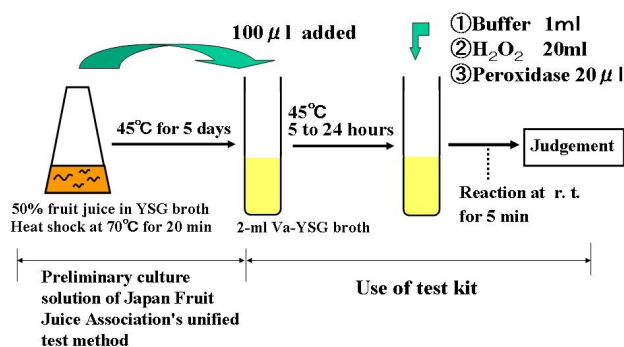 ①Buffer 1ml
②H₂O₂ 20ml
③Peroxidase 20μl
100μl added
45℃ for 5 days
45℃
5 to 24 hours
Judgement
Reaction at r. t.
for 5 min
50% fruit juice in YSG broth
Heat shock at 70℃ for 20 min
2-ml Va-YSG broth
Preliminary culture
solution of Japan Fruit
Juice Association's unified
test method
Use of test kit